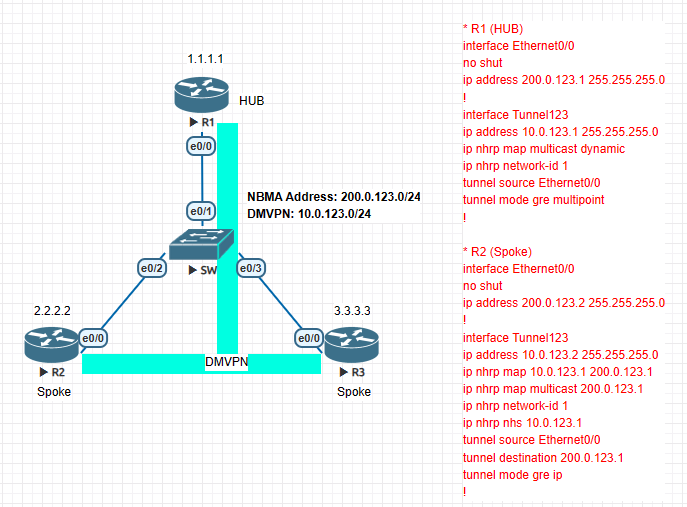 1.1.1.1
HUB
R1
e0/0
NBMA Address: 200.0.123.0/24
DMVPN: 10.0.123.0/24
e0/1
SW
e0/2
e0/3
2.2.2.2
3.3.3.3
e0/0
e0/0
DMVPN
R2
R3
Spoke
Spoke
* R1 (HUB)
interface Ethernet0/0
no shut
ip address 200.0.123.1 255.255.255.0
!
interface Tunnel123
ip address 10.0.123.1 255.255.255.0
ip nhrp map multicast dynamic
ip nhrp network-id 1
tunnel source Ethernet0/0
tunnel mode gre multipoint
!
* R2 (Spoke)
interface Ethernet0/0
no shut
ip address 200.0.123.2 255.255.255.0
!
interface Tunnel123
ip address 10.0.123.2 255.255.255.0
ip nhrp map 10.0.123.1 200.0.123.1
ip nhrp map multicast 200.0.123.1
ip nhrp network-id 1
ip nhrp nhs 10.0.123.1
tunnel source Ethernet0/0
tunnel destination 200.0.123.1
tunnel mode gre ip
!